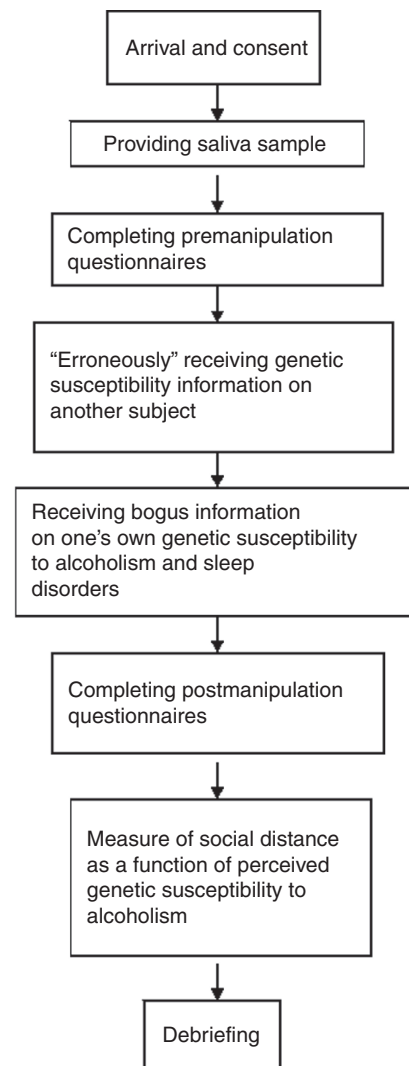 Arrival and consent
Providing saliva sample
Completing premanipulation
questionnaires
“Erroneously” receiving genetic
susceptibility information on
another subject
Receiving bogus information
on one’s own genetic susceptibility
to alcoholism and sleep
disorders
Completing postmanipulation
questionnaires
Measure of social distance
as a function of perceived
genetic susceptibility to
alcoholism
Debriefing